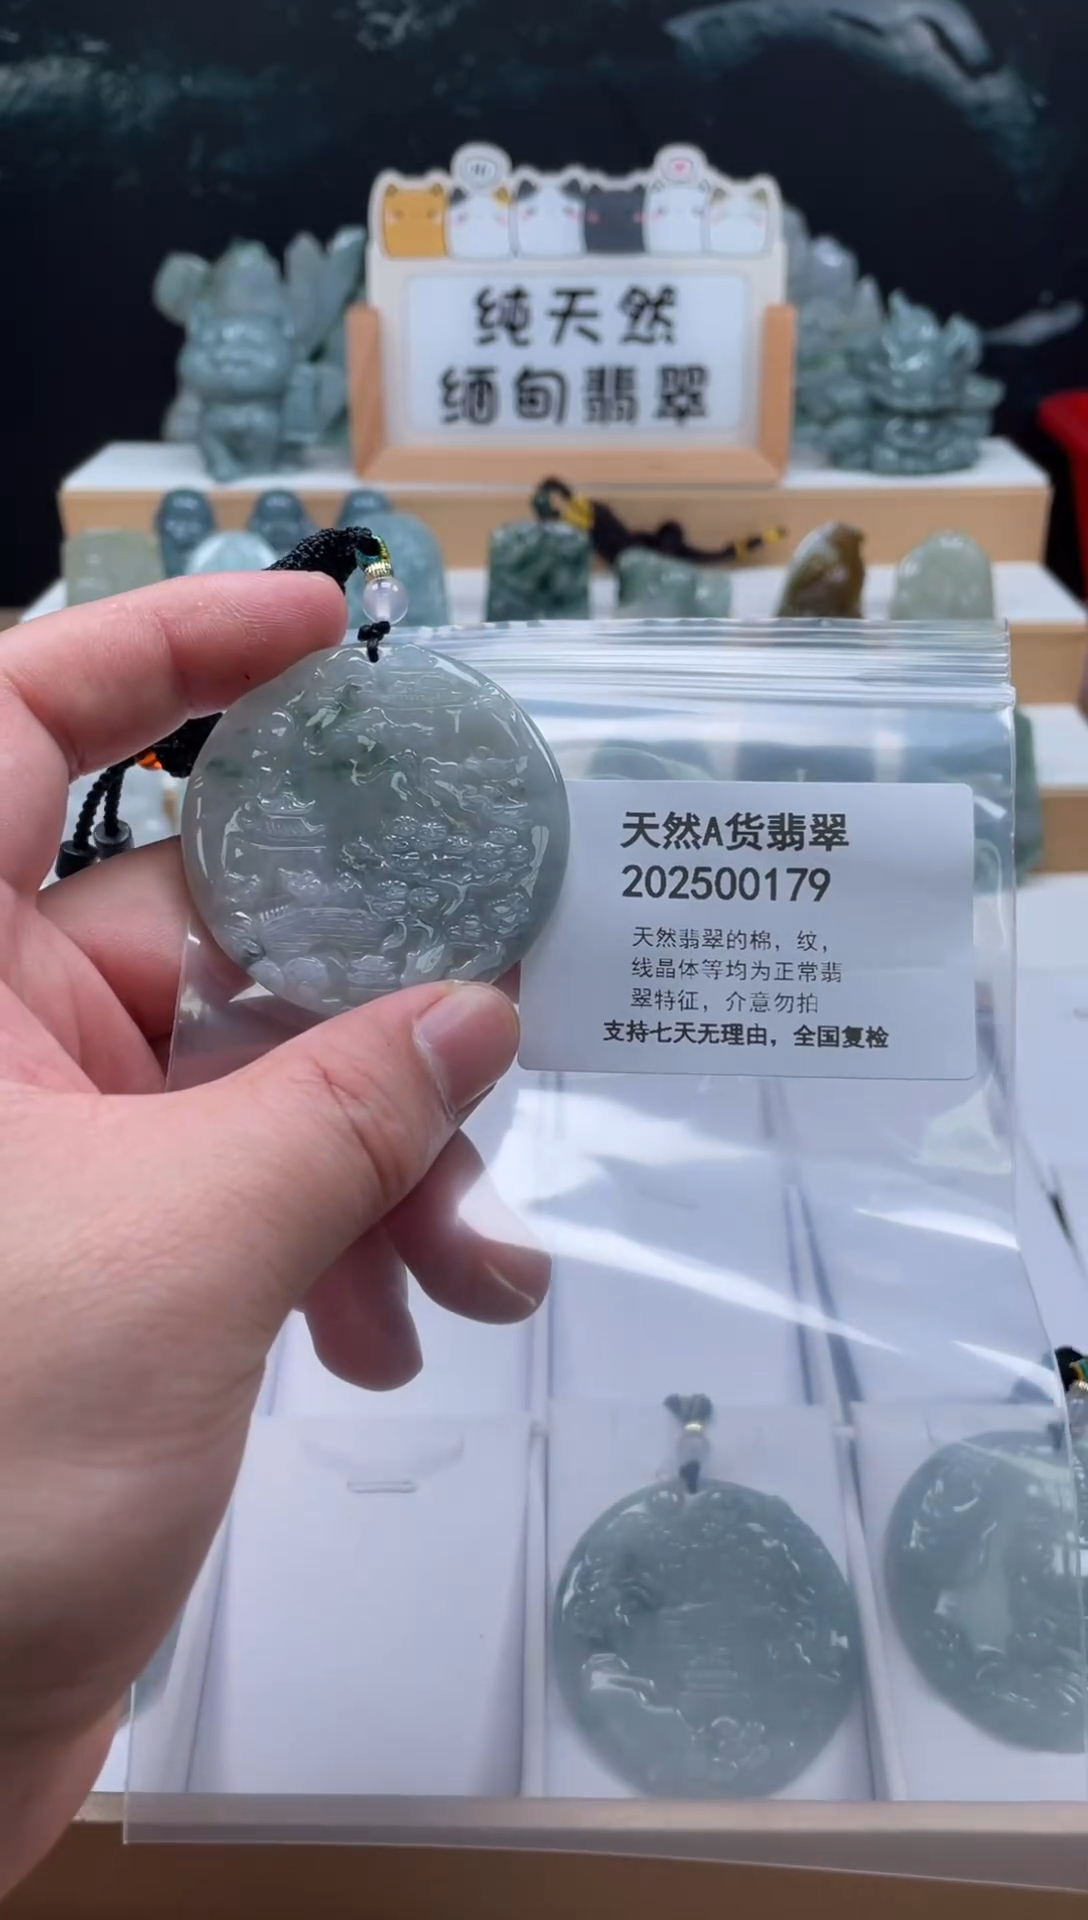 纯天然
缅甸翡翠
天然A货翡翠
202500179
天然翡翠的棉，纹，
线晶体等均为正常翡
翠特征，介意勿拍
支持七天无理由，全国复检